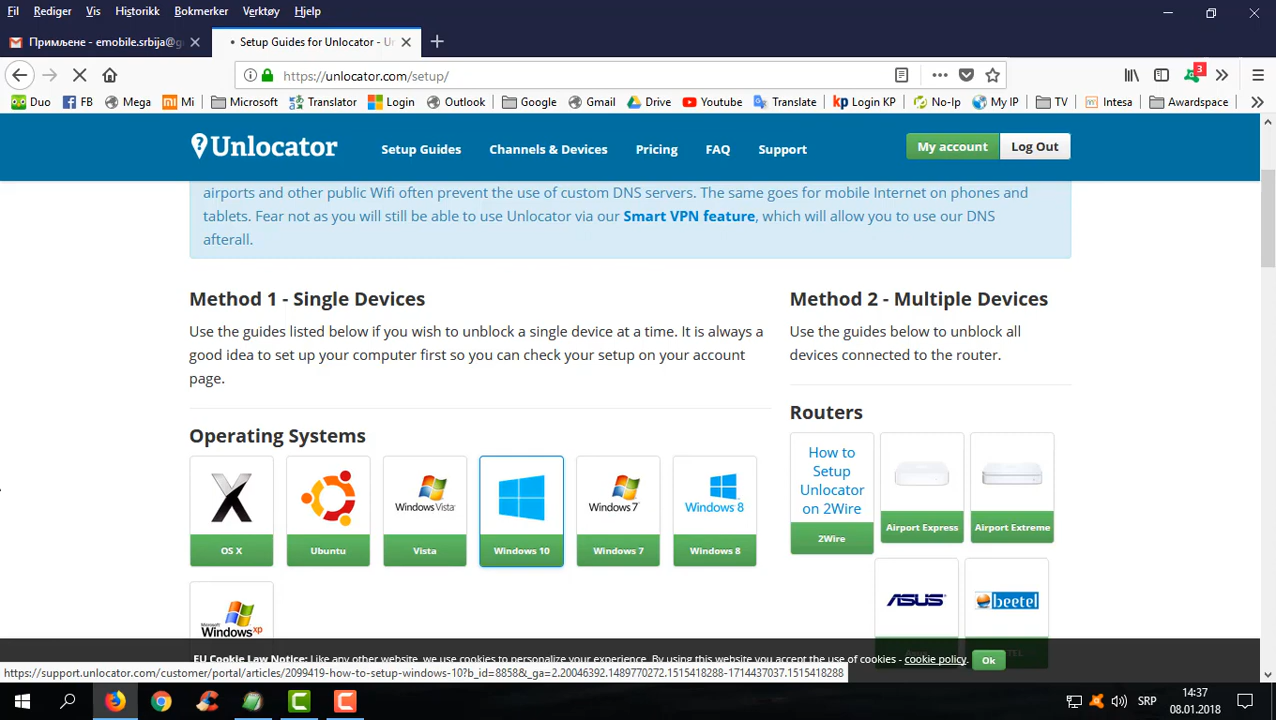 Fil Rediger Vis Historikk Bokmerker Verktøy Hjelp
Примљене - emobile.srbija@g
Setup Guides for Unlocator - U
https://unlocator.com/setup/
3
Duo FB Mega Mi Microsoft Translator Login Outlook Google Gmail Drive Youtube Translate Login KP No-Ip My IP TV Intesa Awardspace
Unlocator Setup Guides Channels & Devices Pricing FAQ Support My account Log Out
airports and other public Wifi often prevent the use of custom DNS servers. The same goes for mobile Internet on phones and
tablets. Fear not as you will still be able to use Unlocator via our Smart VPN feature, which will allow you to use our DNS
afterall.
Method 1 - Single Devices
Use the guides listed below if you wish to unblock a single device at a time. It is always a
good idea to set up your computer first so you can check your setup on your account
page.
Operating Systems
Windows Vista
Windows 7
Windows 8
OS X
Ubuntu
Vista
Windows 10
Windows 7
Windows 8
Microsoft
Windows xp
Method 2 - Multiple Devices
Use the guides below to unblock all
devices connected to the router.
Routers
How to
Setup
Unlocator
on 2Wire
2Wire
Airport Express
Airport Extreme
ASUS
beetel
EU Cookie Law Notice: Like any other website, we use cookies to personalize your experience. By using this website you accept the use of cookies - cookie policy. Ok
https://support.unlocator.com/customer/portal/articles/2099419-how-to-setup-windows-10?b_id=8858&_ga=2.20046392.1489770272.1515418288-1714437037.1515418288
SRP
14:37
08.01.2018